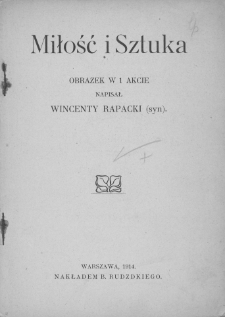 Miłość i Sztuka
OBRAZEK W 1 AKCIE
NAPISAŁ
WINCENTY RAPACKI (syn).
WARSZAWA, 1914.
NAKŁADEM B. RUDZKIEGO.